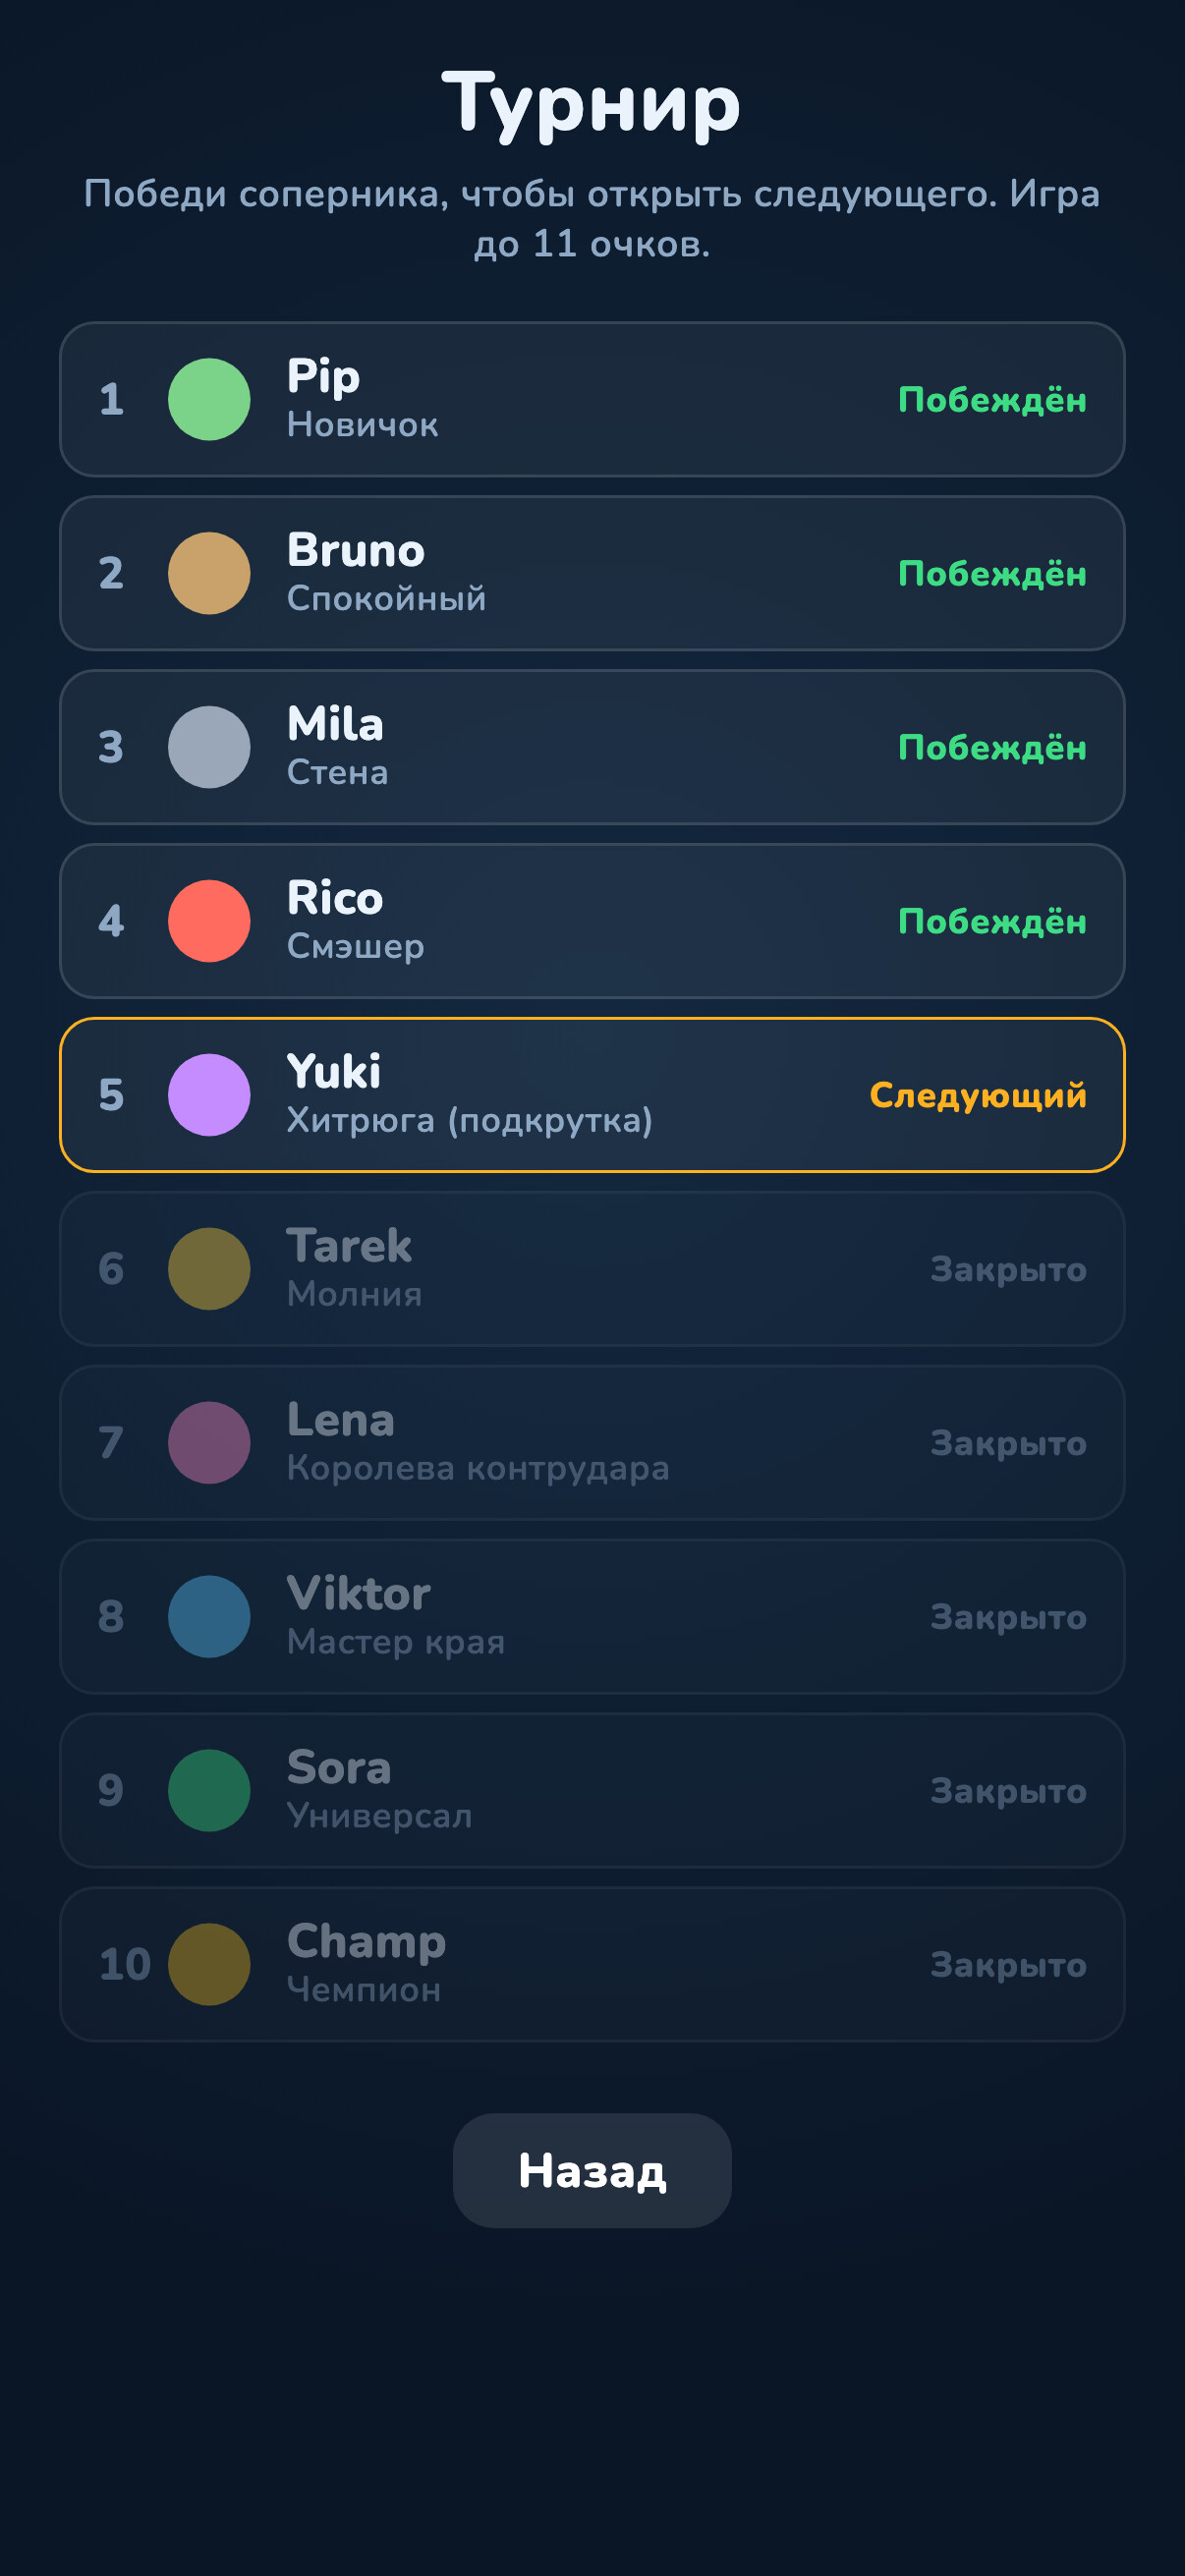 Турнир
Победи соперника, чтобы открыть следующего. Игра
до 11 очков.
1
Pip
Новичок
Побеждён
2
Bruno
Спокойный
Побеждён
3
Mila
Стена
Побеждён
4
Rico
Смэшер
Побеждён
5
Yuki
Хитрюга (подкрутка)
Следующий
6
Tarek
Молния
Закрыто
7
Lena
Королева контрудара
Закрыто
8
Viktor
Мастер края
Закрыто
9
Sora
Универсал
Закрыто
10
Champ
Чемпион
Закрыто
Назад